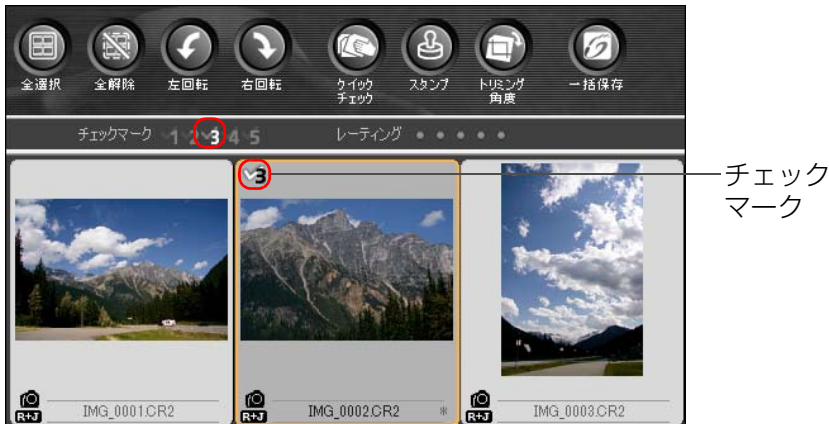 全選択
全解除
左回転
右回転
クイック
チェック
スタンプ
トリミング
角度
一括保存
チェックマーク 1 2 3 4 5 レーティング
3
チェック
マーク
R+J IMG_0001.CR2
R+J IMG_0002.CR2 *
R+J IMG_0003.CR2